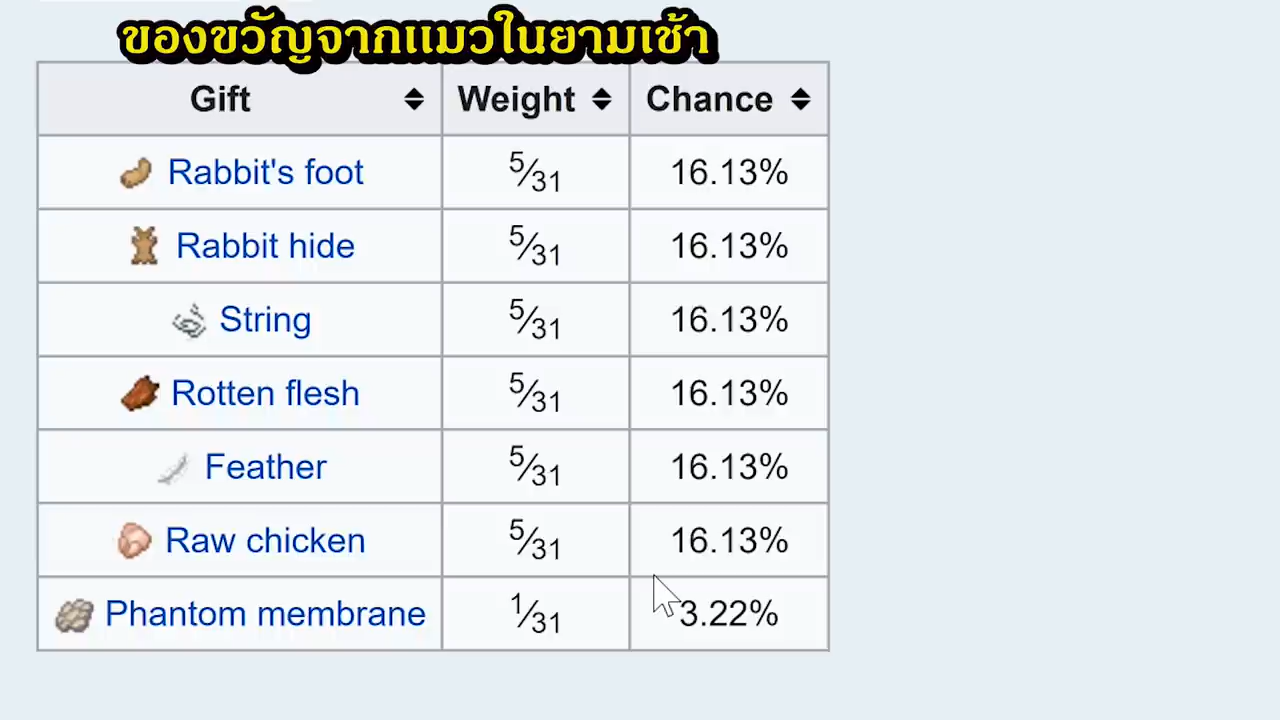 ของขวัญจากแมวในยามเช้า
Gift Weight Chance
Rabbit's foot 5/31 16.13%
Rabbit hide 5/31 16.13%
String 5/31 16.13%
Rotten flesh 5/31 16.13%
Feather 5/31 16.13%
Raw chicken 5/31 16.13%
Phantom membrane 1/31 3.22%